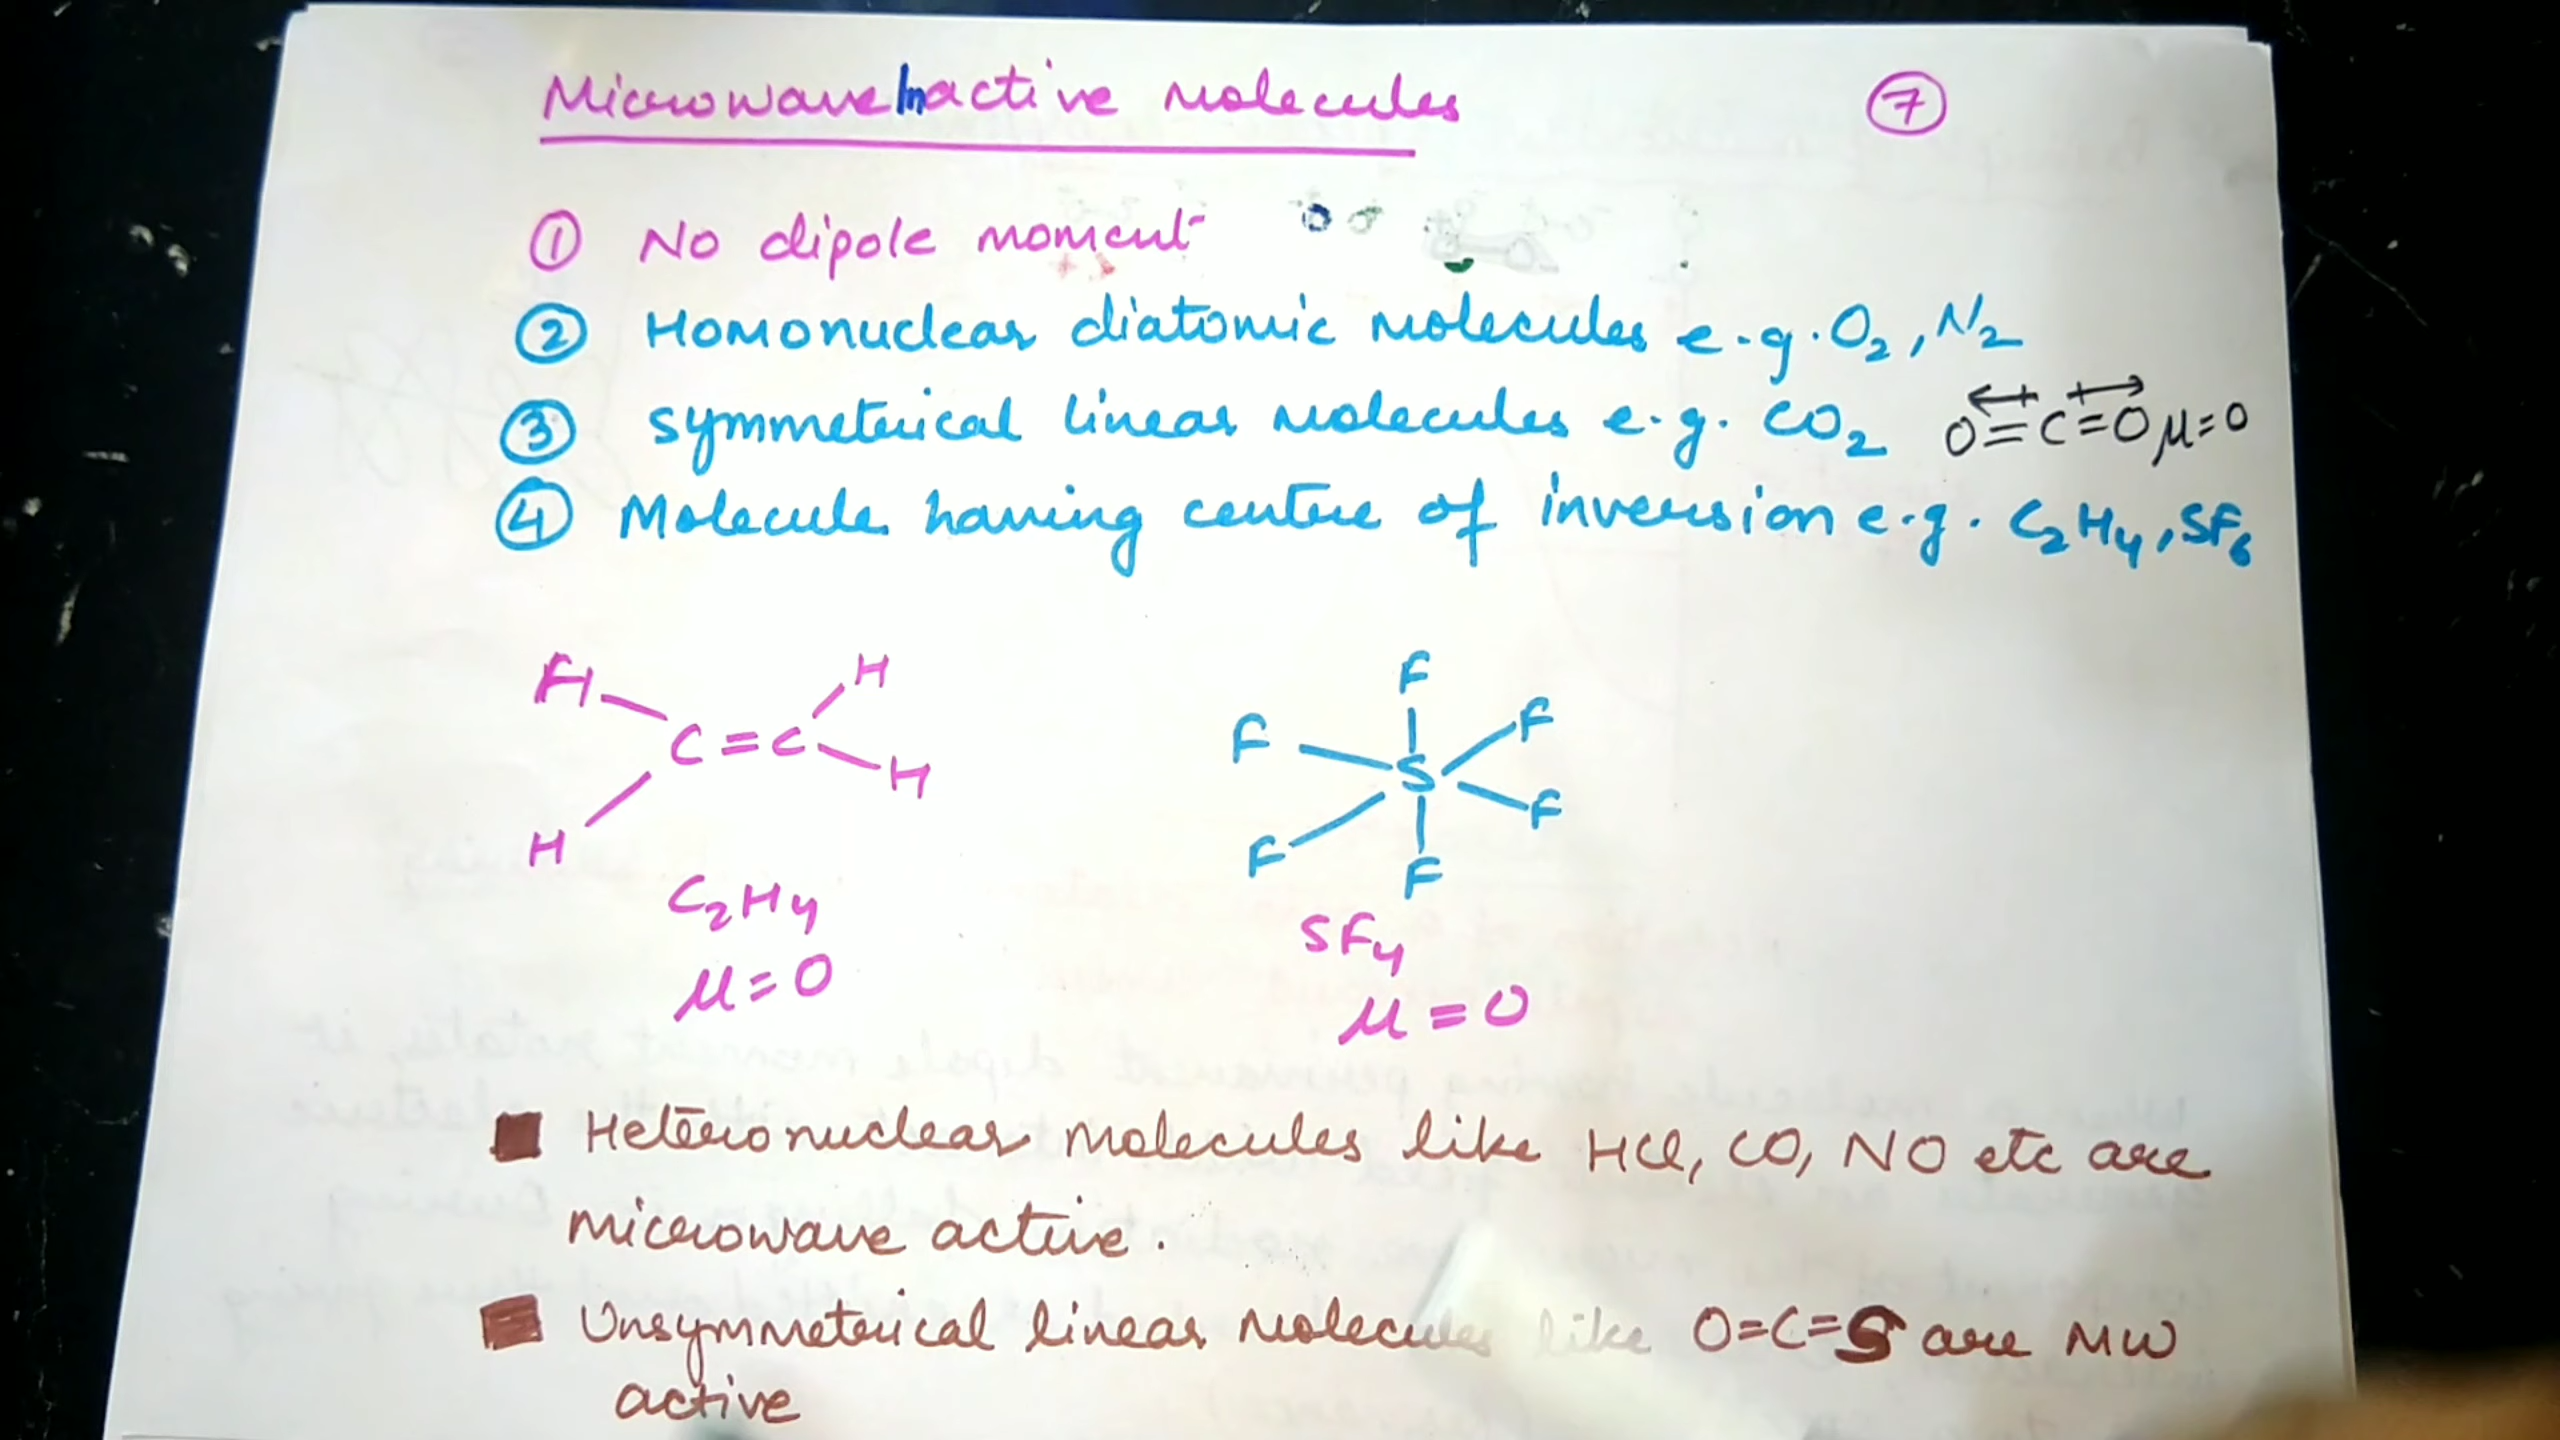 Microwave Inactive Molecules ⑦
① No dipole moment
② Homonuclear diatomic molecules e.g. O₂, N₂
③ symmetrical linear molecules e.g. CO₂ O=C=O μ=0
④ Molecule having centre of inversion e.g. C₂H₄, SF₆
H H
C=C
H H
C₂H₄
μ=0
F
F F
S
F F
F
SF₄
μ=0
Heteronuclear molecules like HCl, CO, NO etc are
microwave active.
Unsymmetrical linear molecules like O=C=S are MW
active